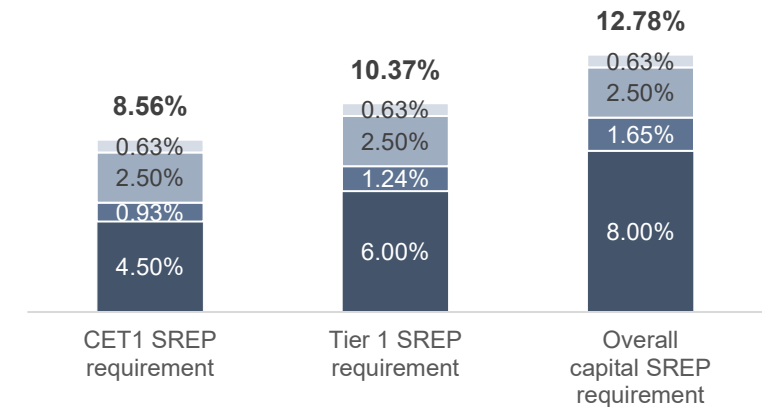 12.78%
10.37%
8.56%
0.63%
2.50%
0.93%
4.50%
0.63%
2.50%
1.24%
6.00%
0.63%
2.50%
1.65%
8.00%
CET1 SREP
requirement
Tier 1 SREP
requirement
Overall
capital SREP
requirement